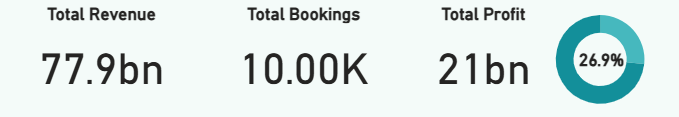 Total Revenue
77.9bn
Total Bookings
10.00K
Total Profit
21bn
26.9%